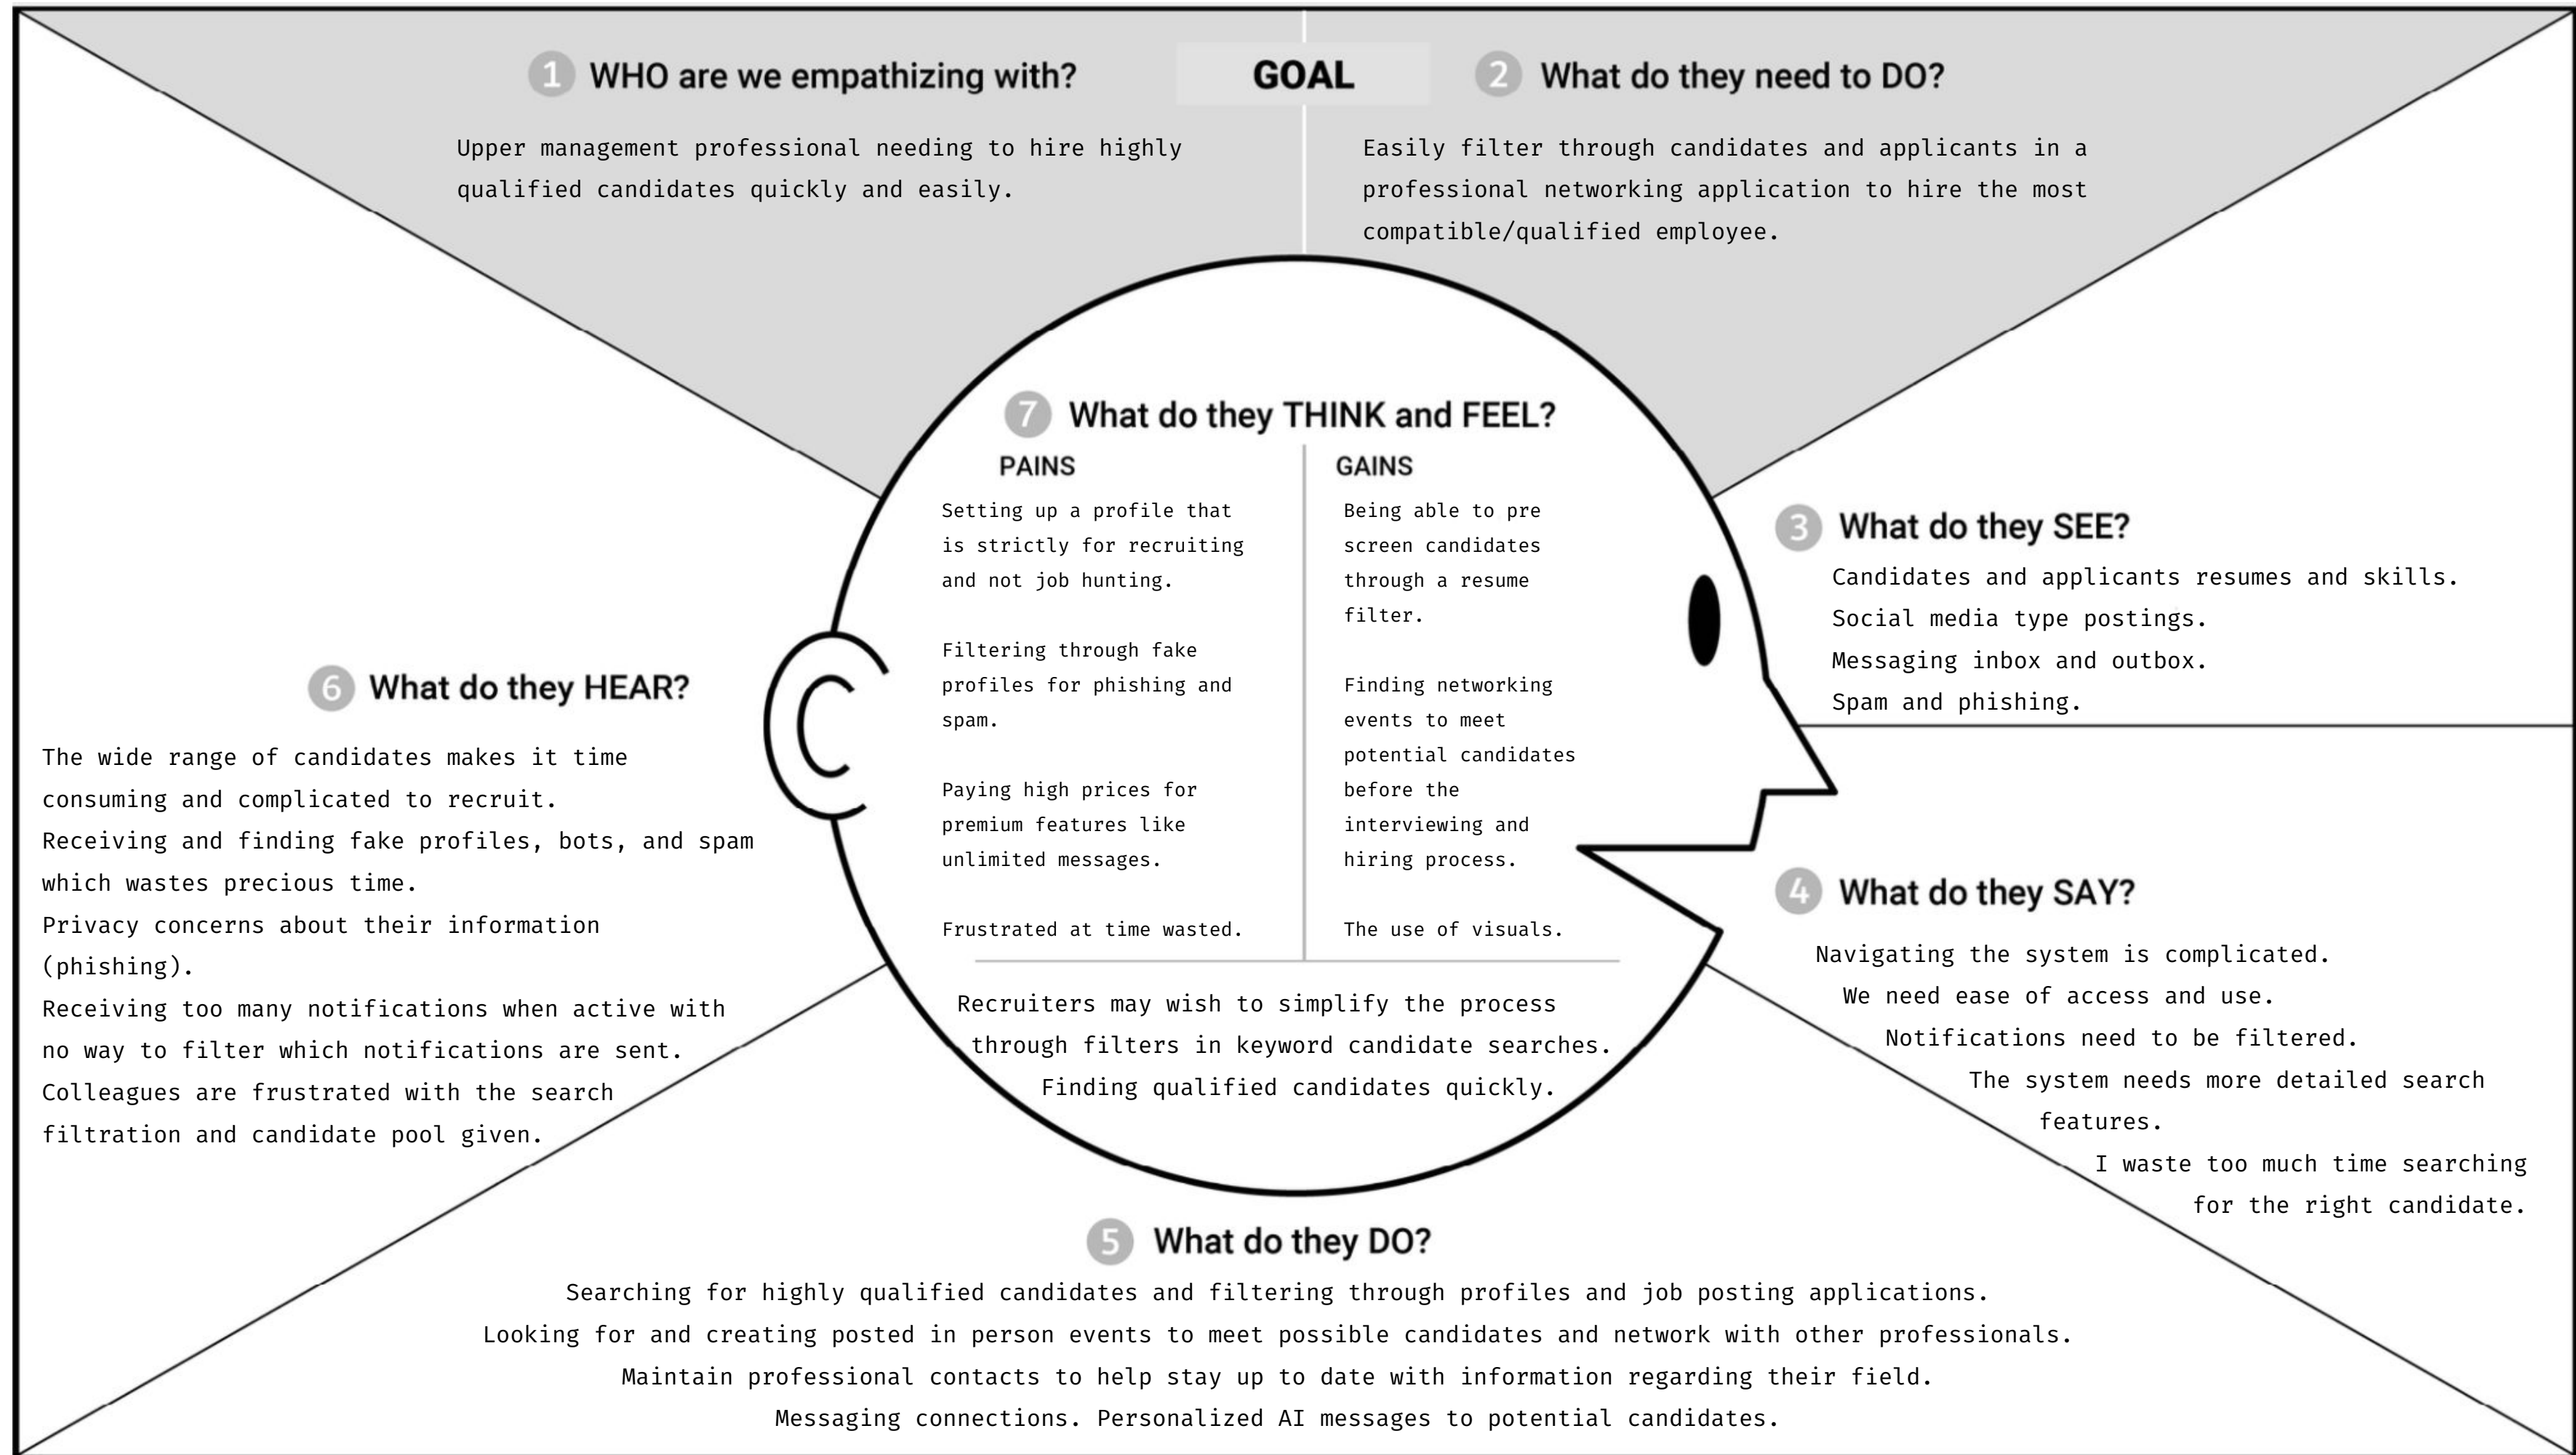 1 WHO are we empathizing with?
Upper management professional needing to hire highly
qualified candidates quickly and easily.
GOAL
2 What do they need to DO?
Easily filter through candidates and applicants in a
professional networking application to hire the most
compatible/qualified employee.
3 What do they SEE?
Candidates and applicants resumes and skills.
Social media type postings.
Messaging inbox and outbox.
Spam and phishing.
4 What do they SAY?
Navigating the system is complicated.
We need ease of access and use.
Notifications need to be filtered.
The system needs more detailed search
features.
I waste too much time searching
for the right candidate.
5 What do they DO?
Searching for highly qualified candidates and filtering through profiles and job posting applications.
Looking for and creating posted in person events to meet possible candidates and network with other professionals.
Maintain professional contacts to help stay up to date with information regarding their field.
Messaging connections. Personalized AI messages to potential candidates.
6 What do they HEAR?
The wide range of candidates makes it time
consuming and complicated to recruit.
Receiving and finding fake profiles, bots, and spam
which wastes precious time.
Privacy concerns about their information
(phishing).
Receiving too many notifications when active with
no way to filter which notifications are sent.
Colleagues are frustrated with the search
filtration and candidate pool given.
7 What do they THINK and FEEL?
PAINS
Setting up a profile that
is strictly for recruiting
and not job hunting.
Filtering through fake
profiles for phishing and
spam.
Paying high prices for
premium features like
unlimited messages.
Frustrated at time wasted.
GAINS
Being able to pre
screen candidates
through a resume
filter.
Finding networking
events to meet
potential candidates
before the
interviewing and
hiring process.
The use of visuals.
Recruiters may wish to simplify the process
through filters in keyword candidate searches.
Finding qualified candidates quickly.